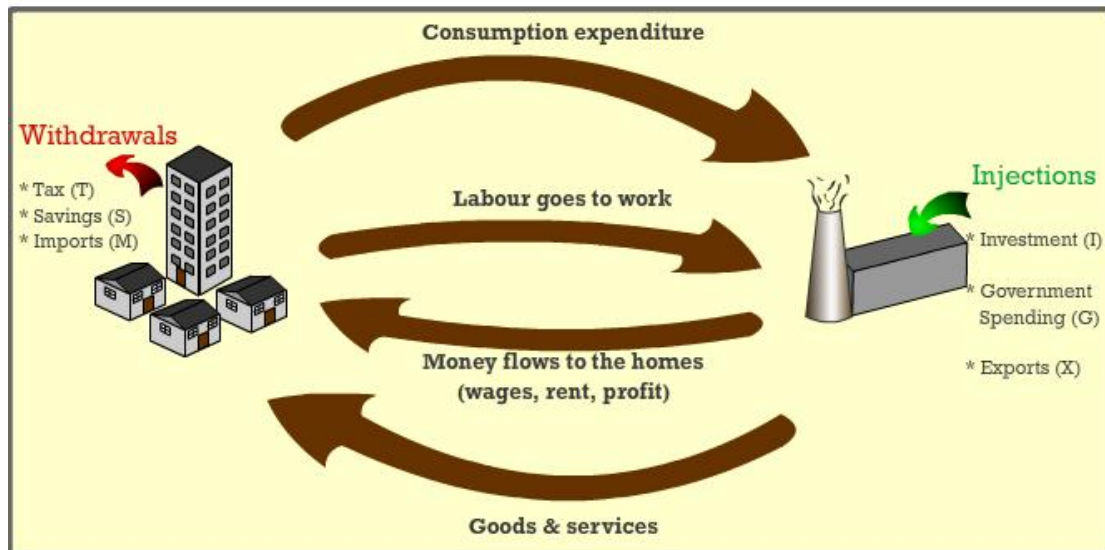 Consumption expenditure
Withdrawals
* Tax (T)
* Savings (S)
* Imports (M)
Labour goes to work
Injections
* Investment (I)
* Government
Spending (G)
* Exports (X)
Money flows to the homes
(wages, rent, profit)
Goods & services